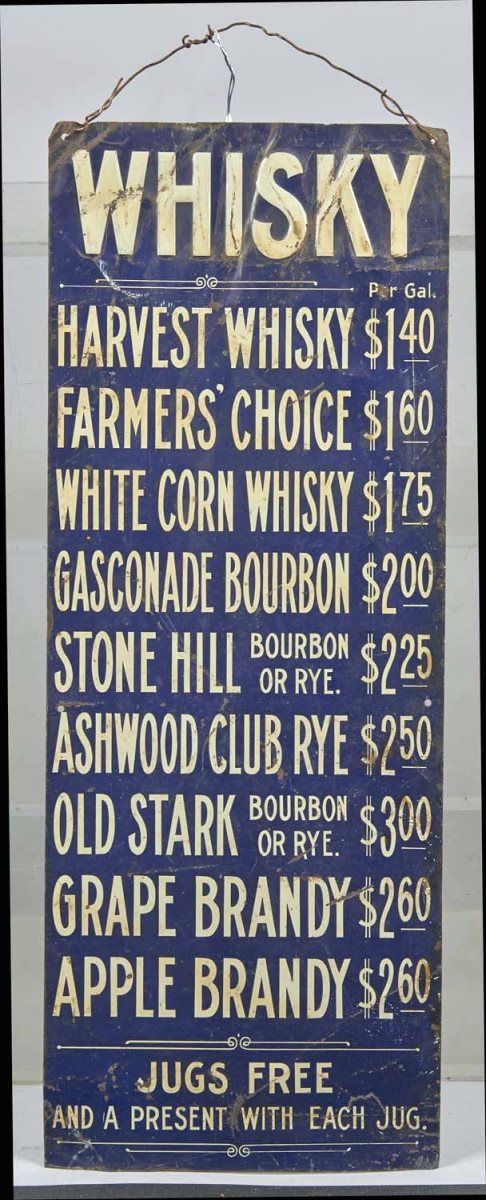 WHISKY
Per Gal.
HARVEST WHISKY $1 40
FARMERS' CHOICE $1 60
WHITE CORN WHISKY $1 75
GASCONADE BOURBON $2 00
STONE HILL BOURBON OR RYE. $2 25
ASHWOOD CLUB RYE $2 50
OLD STARK BOURBON OR RYE. $3 00
GRAPE BRANDY $2 60
APPLE BRANDY $2 60
JUGS FREE
AND A PRESENT WITH EACH JUG.